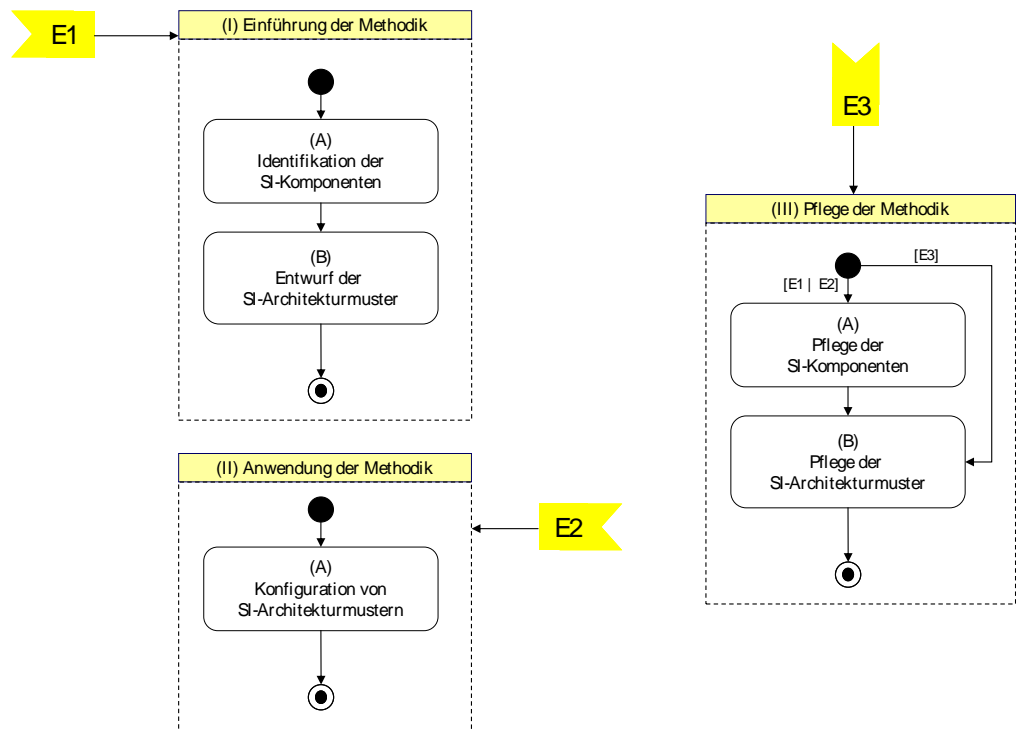 E1
(I) Einführung der Methodik
(A)
Identifikation der
SI-Komponenten
(B)
Entwurf der
SI-Architekturmuster
(II) Anwendung der Methodik
(A)
Konfiguration von
SI-Architekturmustern
E2
E3
(III) Pflege der Methodik
[E3]
[E1 | E2]
(A)
Pflege der
SI-Komponenten
(B)
Pflege der
SI-Architekturmuster